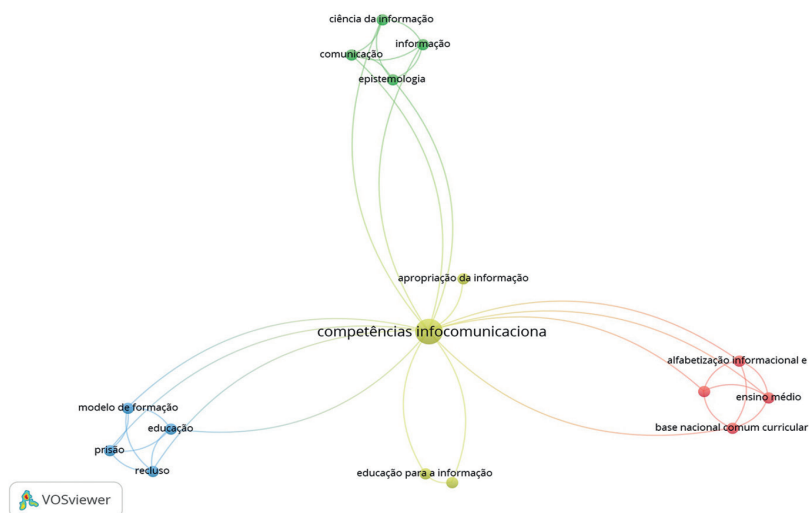 ciência da informação
informação
comunicação
epistemologia
apropriação da informação
competências infocomunicaciona
alfabetização informacional e
ensino médio
base nacional comum curricular
modelo de formação
educação
prisão
recluso
educação para a informação
VOSviewer